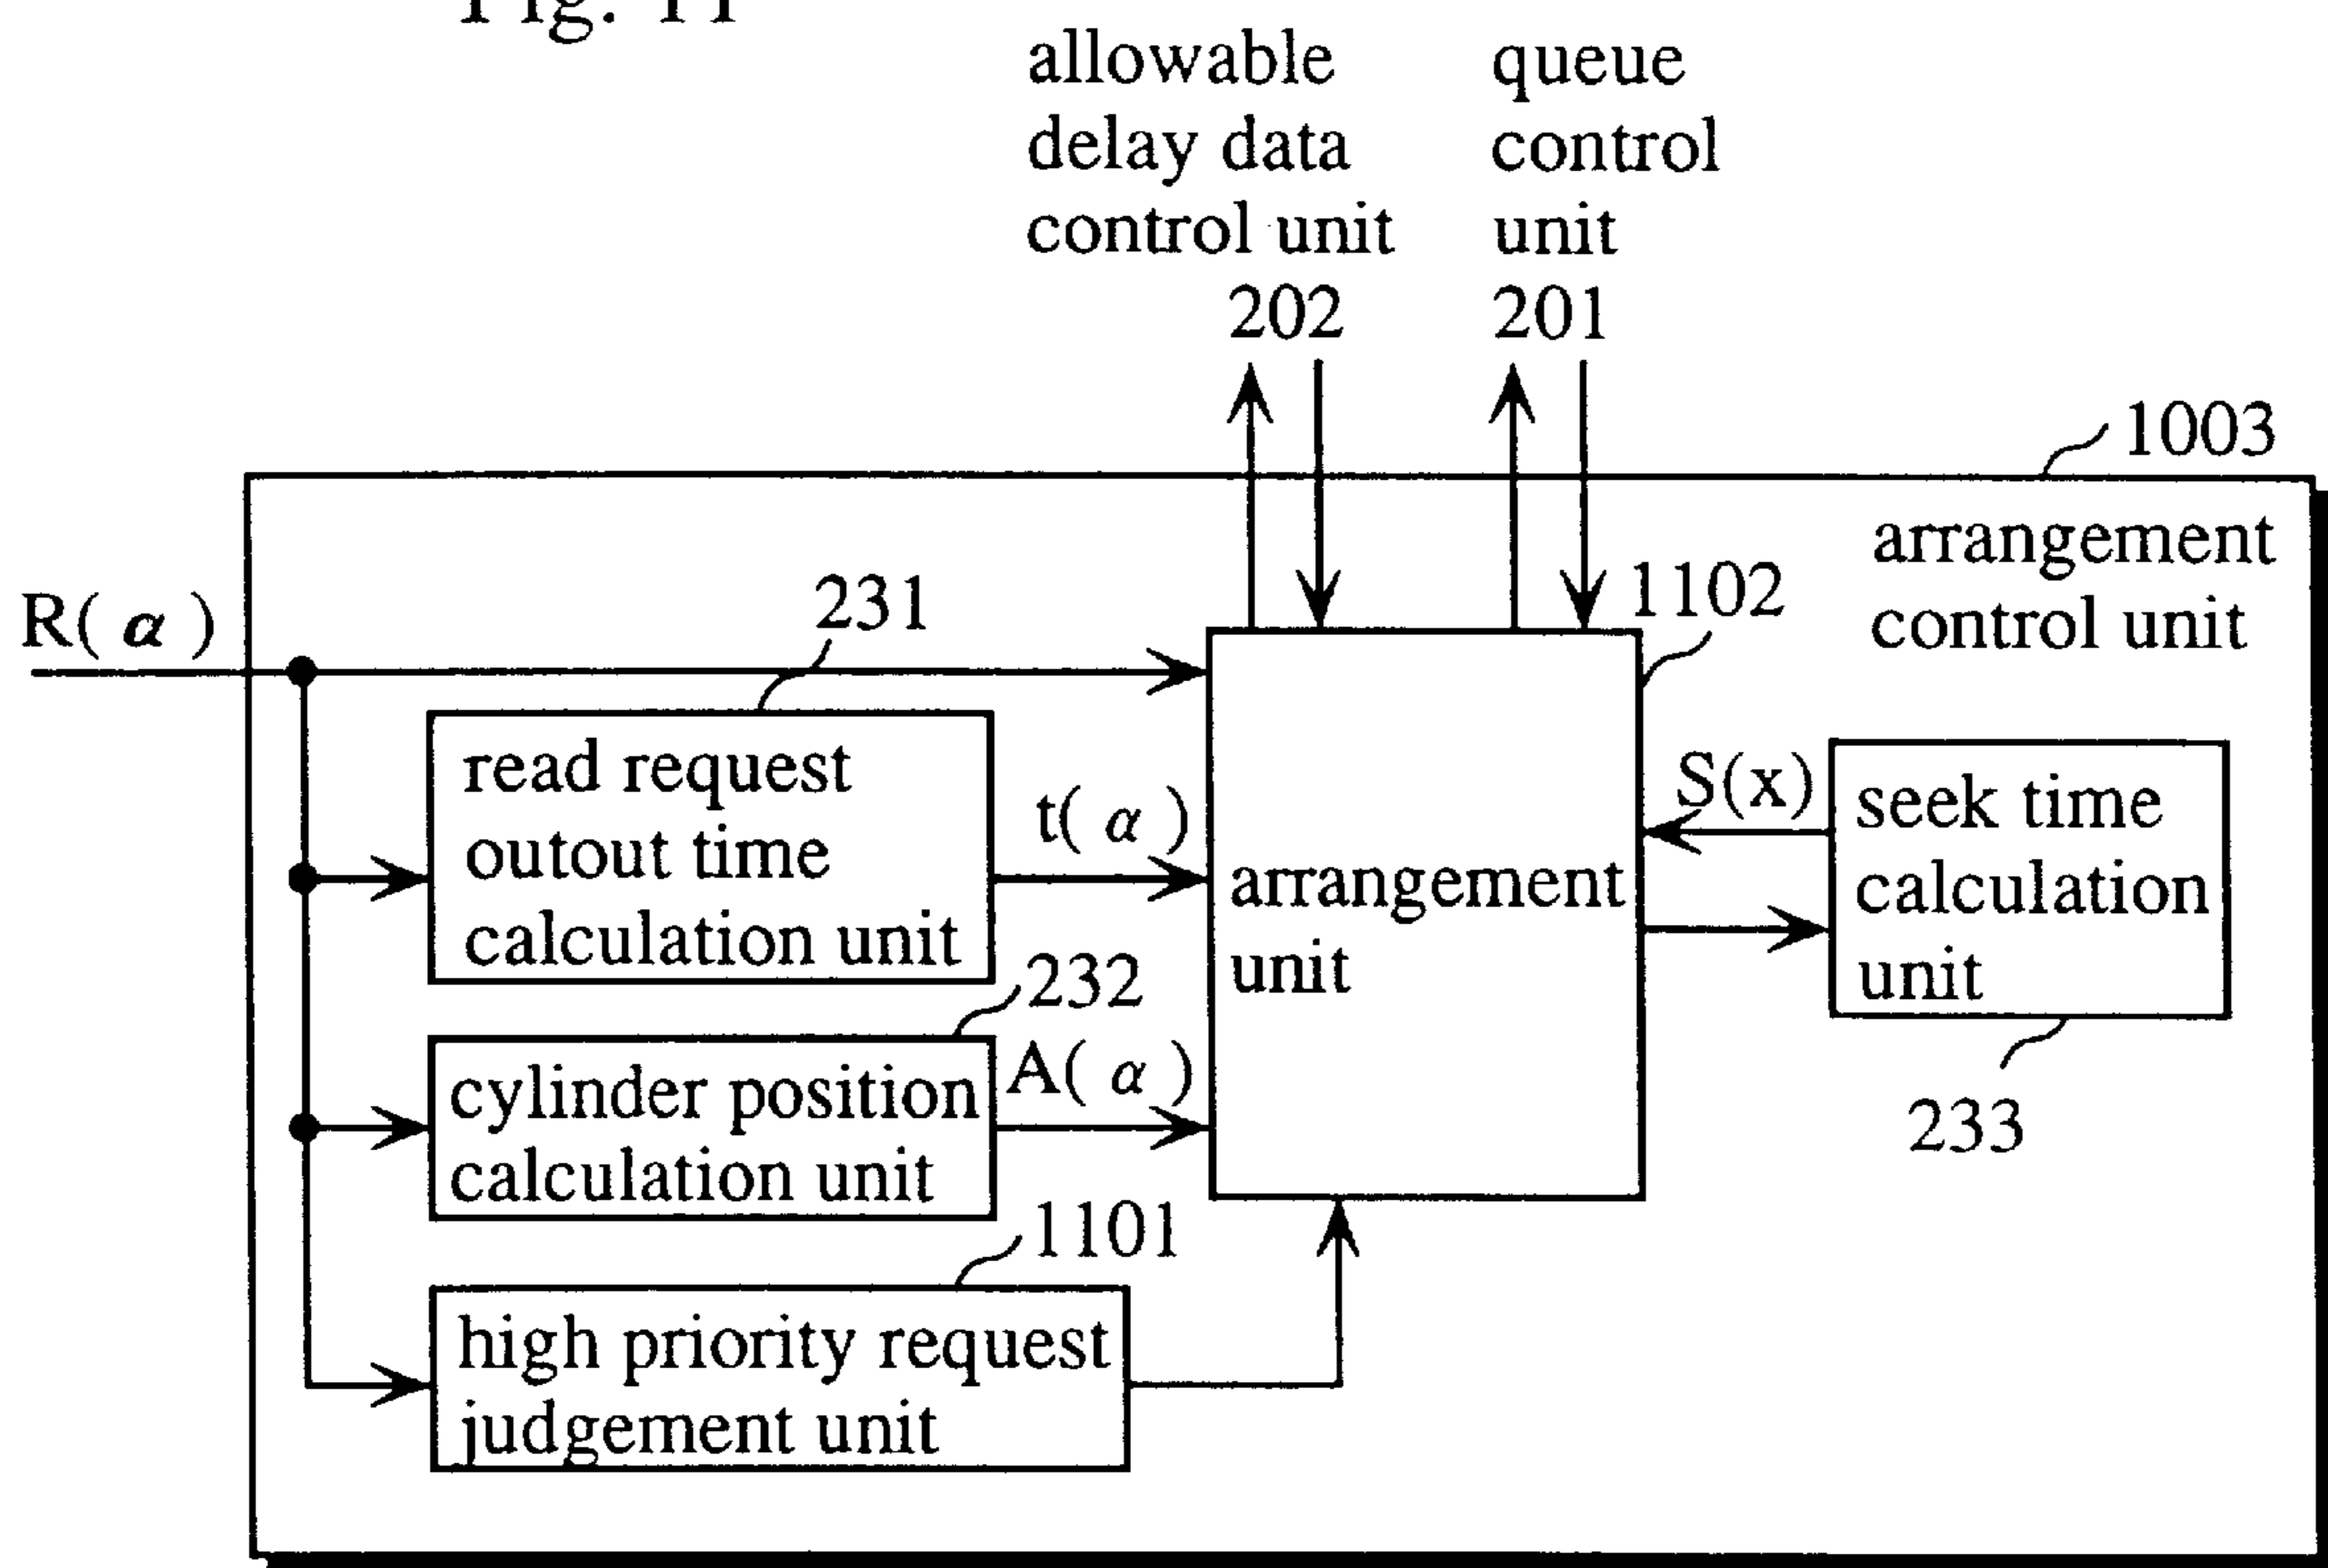 Fig. 11
allowable
delay data
control unit
202
queue
control
unit
201
1003
arrangement
control unit
R( α )
231
1102
read request
outout time
calculation unit
t( α )
arrangement
unit
S(x)
seek time
calculation
unit
233
232
cylinder position
calculation unit
A( α )
1101
high priority request
judgement unit